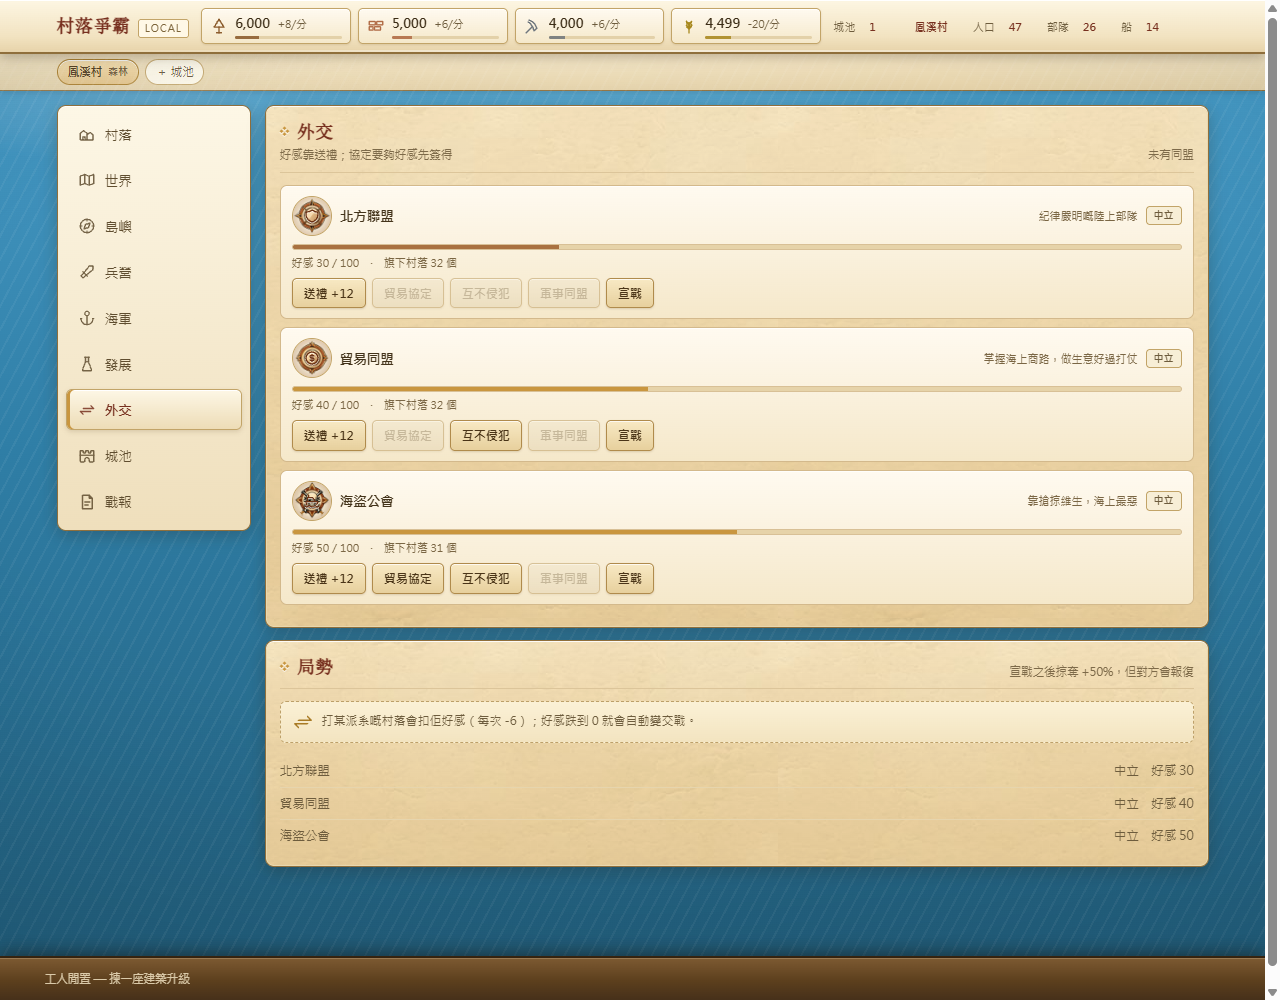 村落爭霸 LOCAL 6,000 +8/分 5,000 +6/分 4,000 +6/分 4,499 -20/分 城池 1 鳳溪村 人口 47 部隊 26 船 14
鳳溪村 森林 + 城池
村落
世界
島嶼
兵營
海軍
發展
外交
城池
戰報
外交
好感靠送禮；協定要夠好感先簽得 未有同盟
北方聯盟 紀律嚴明嘅陸上部隊 中立
好感 30 / 100 · 旗下村落 32 個
送禮 +12 貿易協定 互不侵犯 軍事同盟 宣戰
貿易同盟 掌握海上商路，做生意好過打仗 中立
好感 40 / 100 · 旗下村落 32 個
送禮 +12 貿易協定 互不侵犯 軍事同盟 宣戰
海盜公會 靠搶掠維生，海上最惡 中立
好感 50 / 100 · 旗下村落 31 個
送禮 +12 貿易協定 互不侵犯 軍事同盟 宣戰
局勢 宣戰之後掠奪 +50%，但對方會報復
打某派系嘅村落會扣佢好感（每次 -6）；好感跌到 0 就會自動變交戰。
北方聯盟 中立 好感 30
貿易同盟 中立 好感 40
海盜公會 中立 好感 50
工人閒置 — 揀一座建築升級